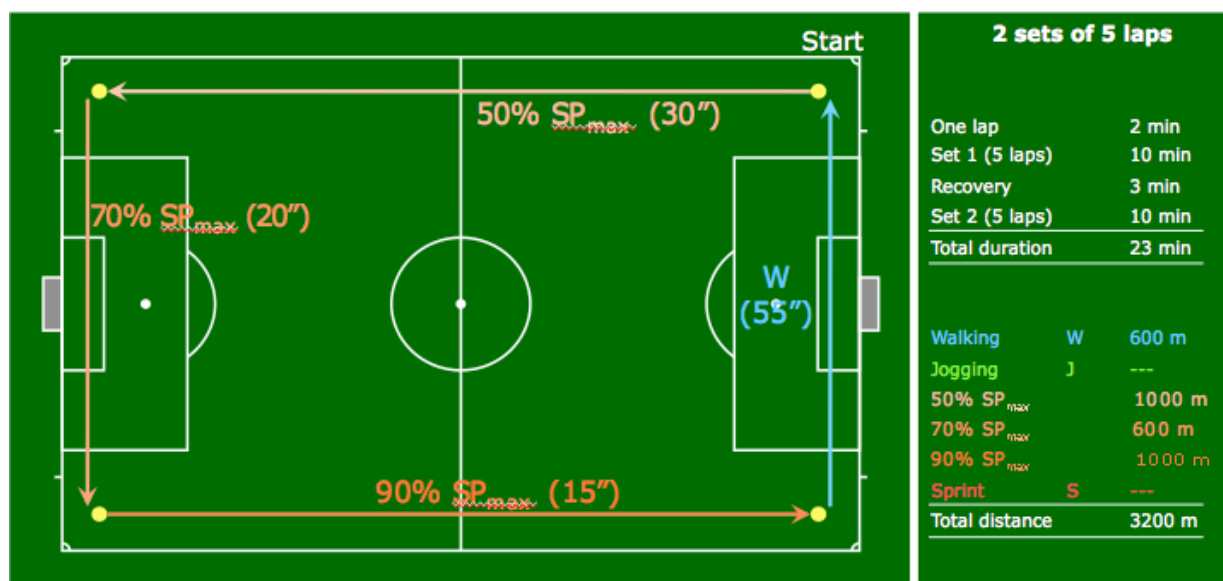 Start
50% SPmax (30”)
70% SPmax (20”)
W
(55”)
90% SPmax (15”)
2 sets of 5 laps
One lap 2 min
Set 1 (5 laps) 10 min
Recovery 3 min
Set 2 (5 laps) 10 min
Total duration 23 min
Walking W 600 m
Jogging J ---
50% SPmax 1000 m
70% SPmax 600 m
90% SPmax 1000 m
Sprint S ---
Total distance 3200 m